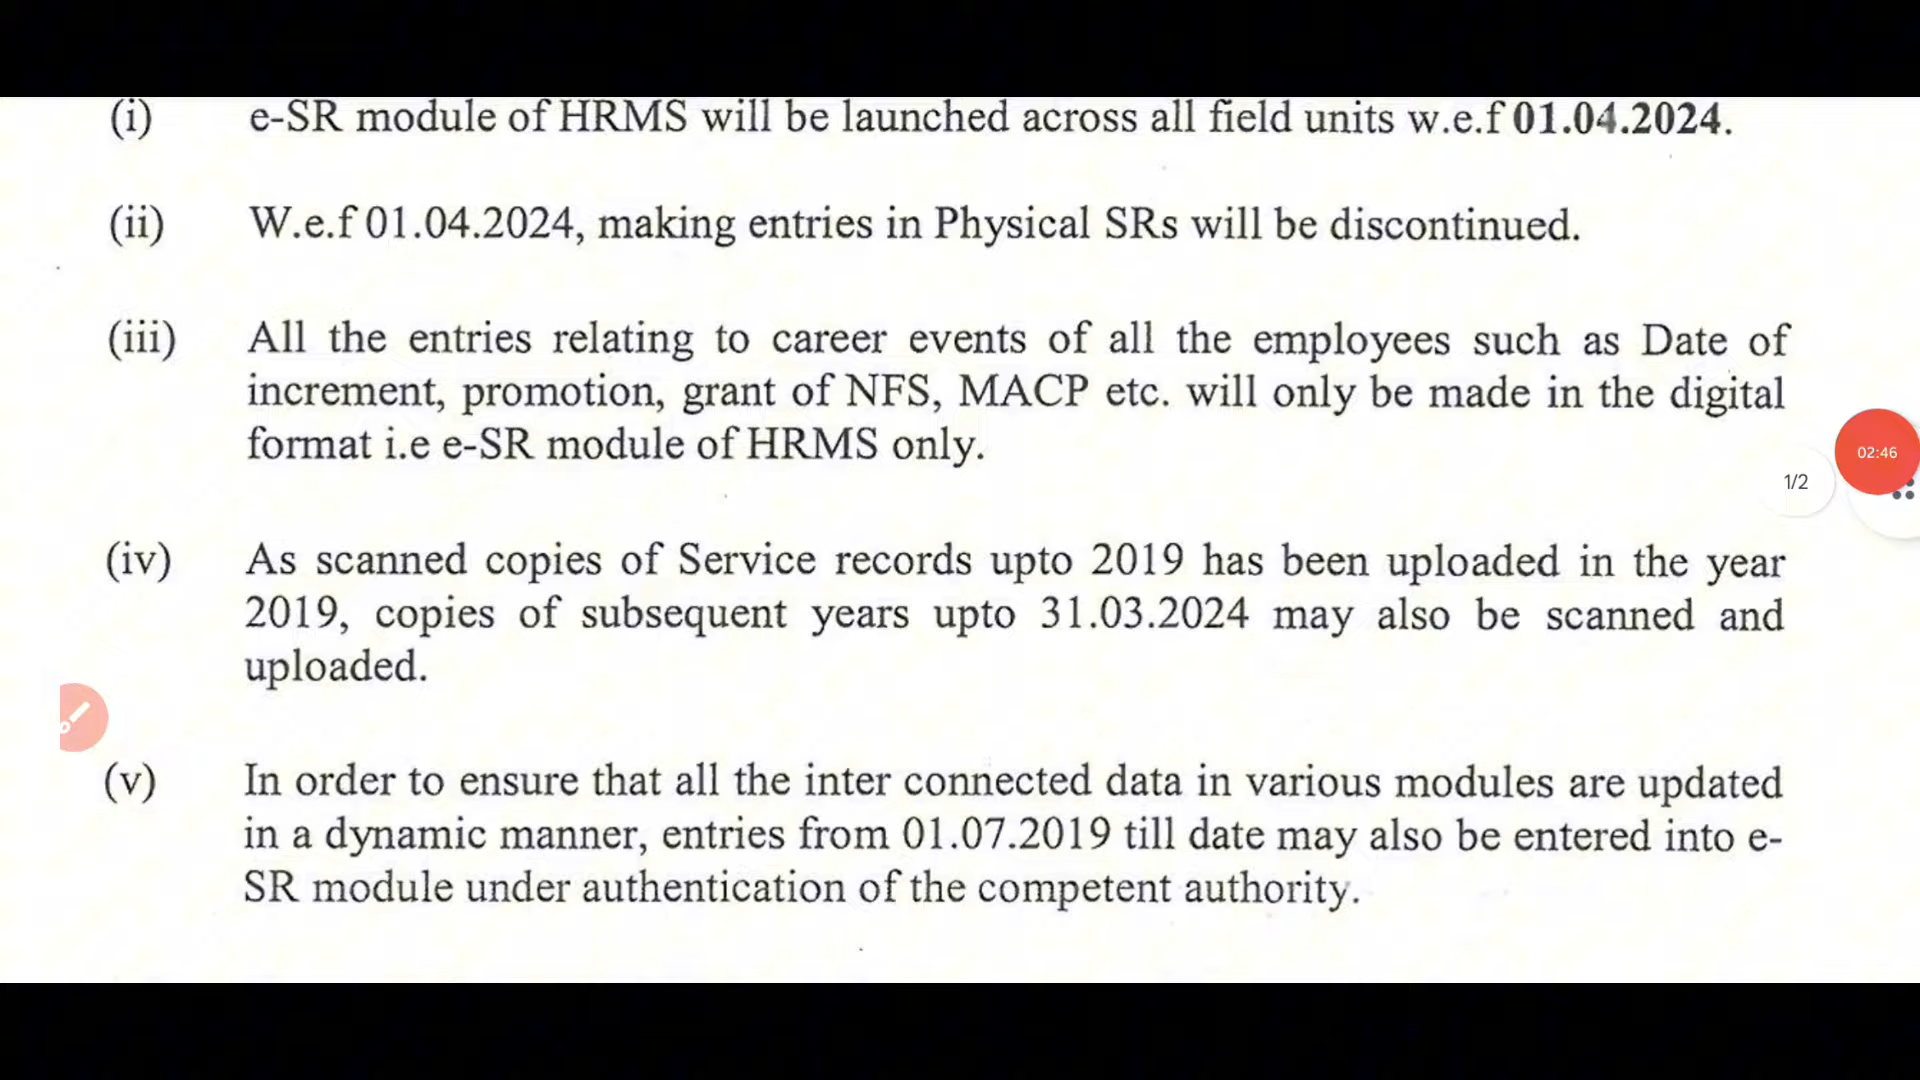 (i) e-SR module of HRMS will be launched across all field units w.e.f 01.04.2024.
(ii) W.e.f 01.04.2024, making entries in Physical SRs will be discontinued.
(iii) All the entries relating to career events of all the employees such as Date of
increment, promotion, grant of NFS, MACP etc. will only be made in the digital
format i.e e-SR module of HRMS only.
02:46
1/2
(iv) As scanned copies of Service records upto 2019 has been uploaded in the year
2019, copies of subsequent years upto 31.03.2024 may also be scanned and
uploaded.
(v) In order to ensure that all the inter connected data in various modules are updated
in a dynamic manner, entries from 01.07.2019 till date may also be entered into e-
SR module under authentication of the competent authority.